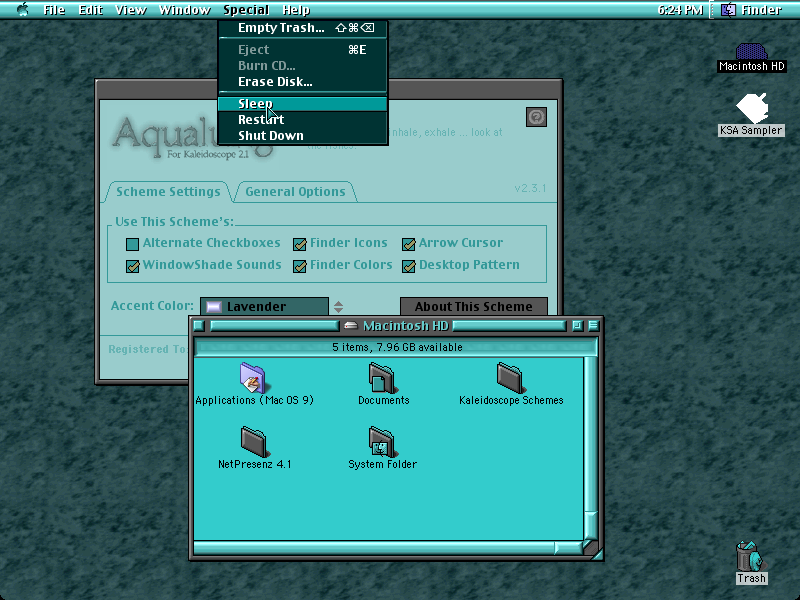 File Edit View Window Special Help 6:24 PM Finder
Empty Trash... ⇧⌘⌫
Eject ⌘E
Burn CD...
Erase Disk...
Sleep
Restart
Shut Down
Macintosh HD
KSA Sampler
nhale, exhale ... look at
For Kaleidoscope 2.1
v2.3.1
Scheme Settings General Options
Use This Scheme's:
Alternate Checkboxes Finder Icons Arrow Cursor
WindowShade Sounds Finder Colors Desktop Pattern
Accent Color: Lavender About This Scheme
Registered To
Macintosh HD
5 items, 7.96 GB available
Applications (Mac OS 9) Documents Kaleidoscope Schemes
NetPresenz 4.1 System Folder
Trash